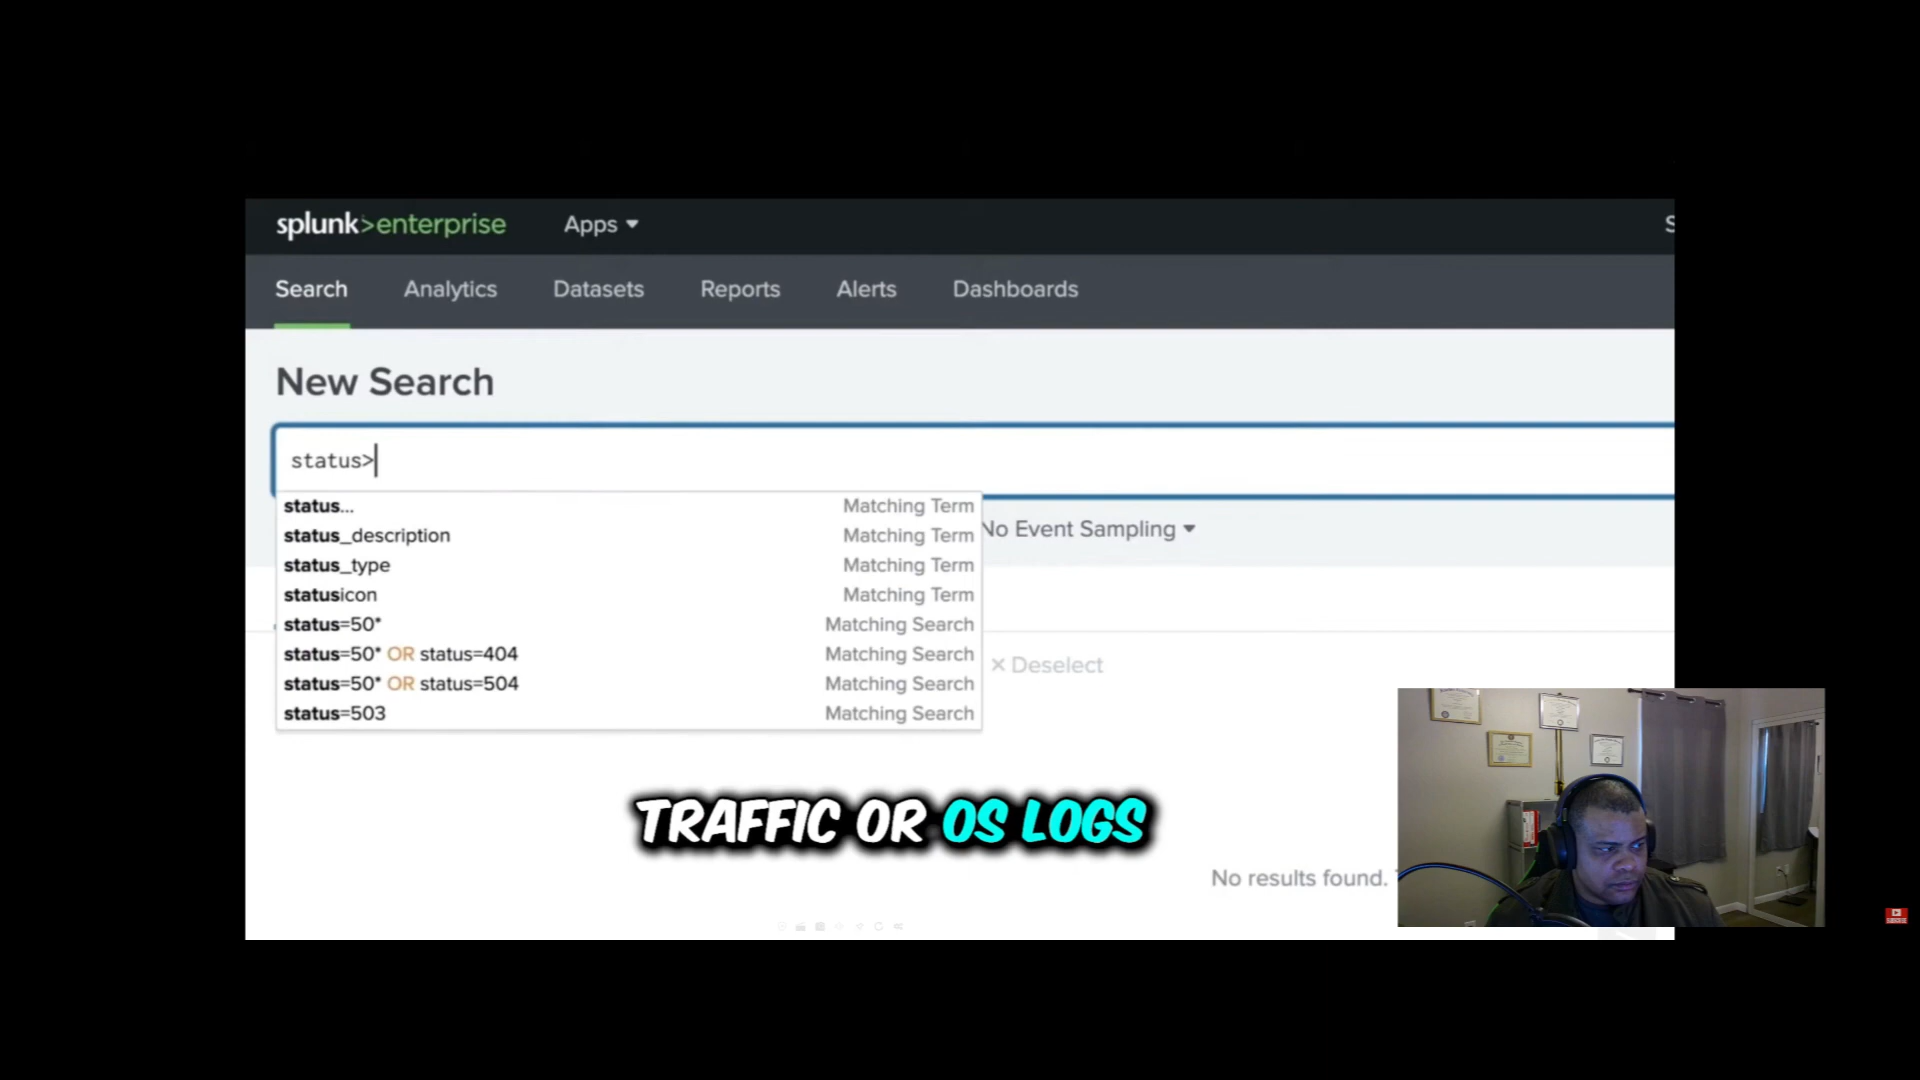 splunk>enterprise Apps
Search Analytics Datasets Reports Alerts Dashboards
New Search
status>
status... Matching Term
status_description Matching Term
No Event Sampling
status_type Matching Term
statusicon Matching Term
status=50* Matching Search
status=50* OR status=404 Matching Search
× Deselect
status=50* OR status=504 Matching Search
status=503 Matching Search
TRAFFIC OR OS LOGS
No results found.